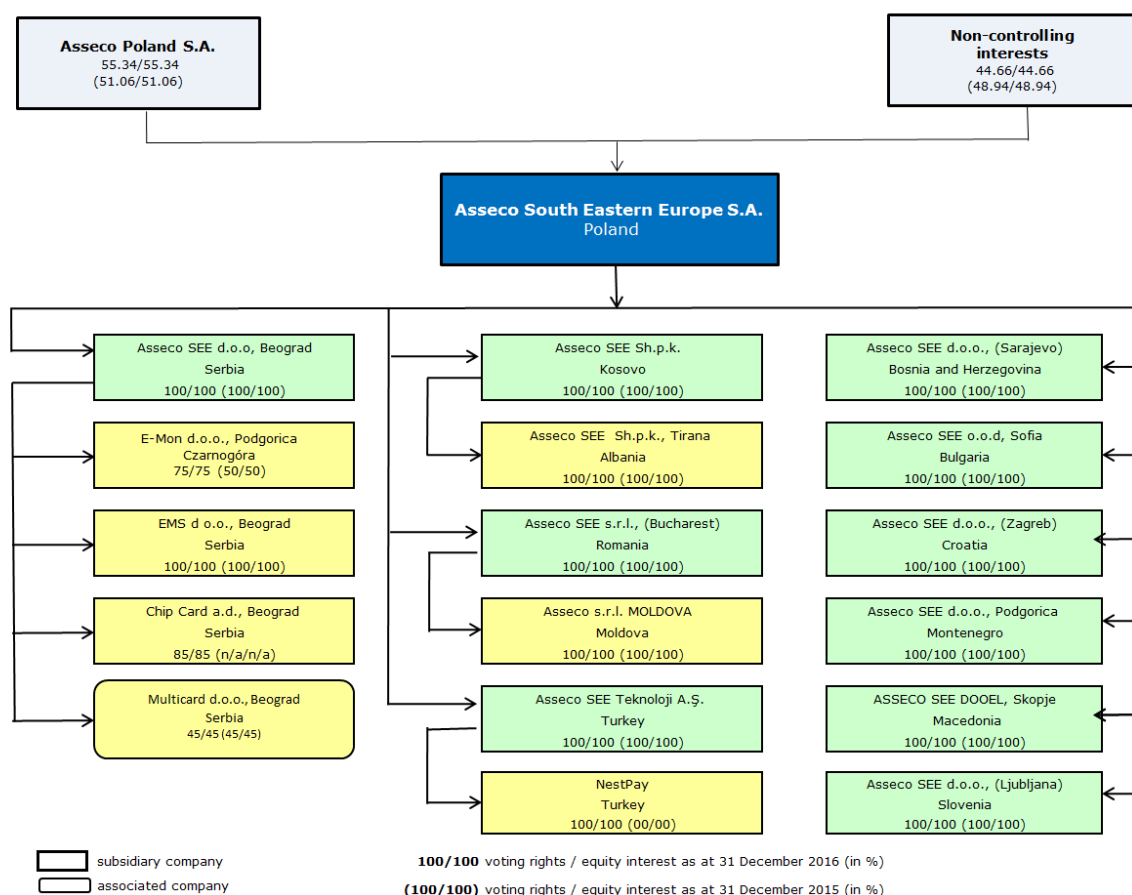 Asseco Poland S.A.
55.34/55.34
(51.06/51.06)
Non-controlling
interests
44.66/44.66
(48.94/48.94)
Asseco South Eastern Europe S.A.
Poland
Asseco SEE d.o.o, Beograd
Serbia
100/100 (100/100)
E-Mon d.o.o., Podgorica
Czarnogóra
75/75 (50/50)
EMS d o.o., Beograd
Serbia
100/100 (100/100)
Chip Card a.d., Beograd
Serbia
85/85 (n/a/n/a)
Multicard d.o.o., Beograd
Serbia
45/45 (45/45)
Asseco SEE Sh.p.k.
Kosovo
100/100 (100/100)
Asseco SEE Sh.p.k., Tirana
Albania
100/100 (100/100)
Asseco SEE s.r.l., (Bucharest)
Romania
100/100 (100/100)
Asseco s.r.l. MOLDOVA
Moldova
100/100 (100/100)
Asseco SEE Teknoloji A.Ş.
Turkey
100/100 (100/100)
NestPay
Turkey
100/100 (00/00)
Asseco SEE d.o.o., (Sarajevo)
Bosnia and Herzegovina
100/100 (100/100)
Asseco SEE o.o.d, Sofia
Bulgaria
100/100 (100/100)
Asseco SEE d.o.o., (Zagreb)
Croatia
100/100 (100/100)
Asseco SEE d.o.o., Podgorica
Montenegro
100/100 (100/100)
ASSECO SEE DOOEL, Skopje
Macedonia
100/100 (100/100)
Asseco SEE d.o.o., (Ljubljana)
Slovenia
100/100 (100/100)
subsidiary company
associated company
100/100 voting rights / equity interest as at 31 December 2016 (in %)
(100/100) voting rights / equity interest as at 31 December 2015 (in %)